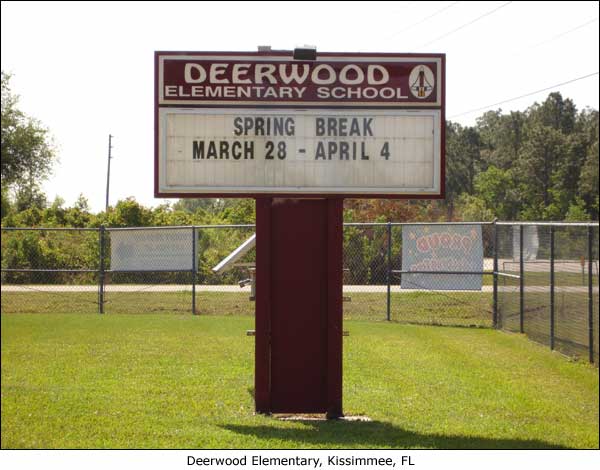 DEERWOOD
ELEMENTARY SCHOOL
SPRING BREAK
MARCH 28 - APRIL 4
Deerwood Elementary, Kissimmee, FL